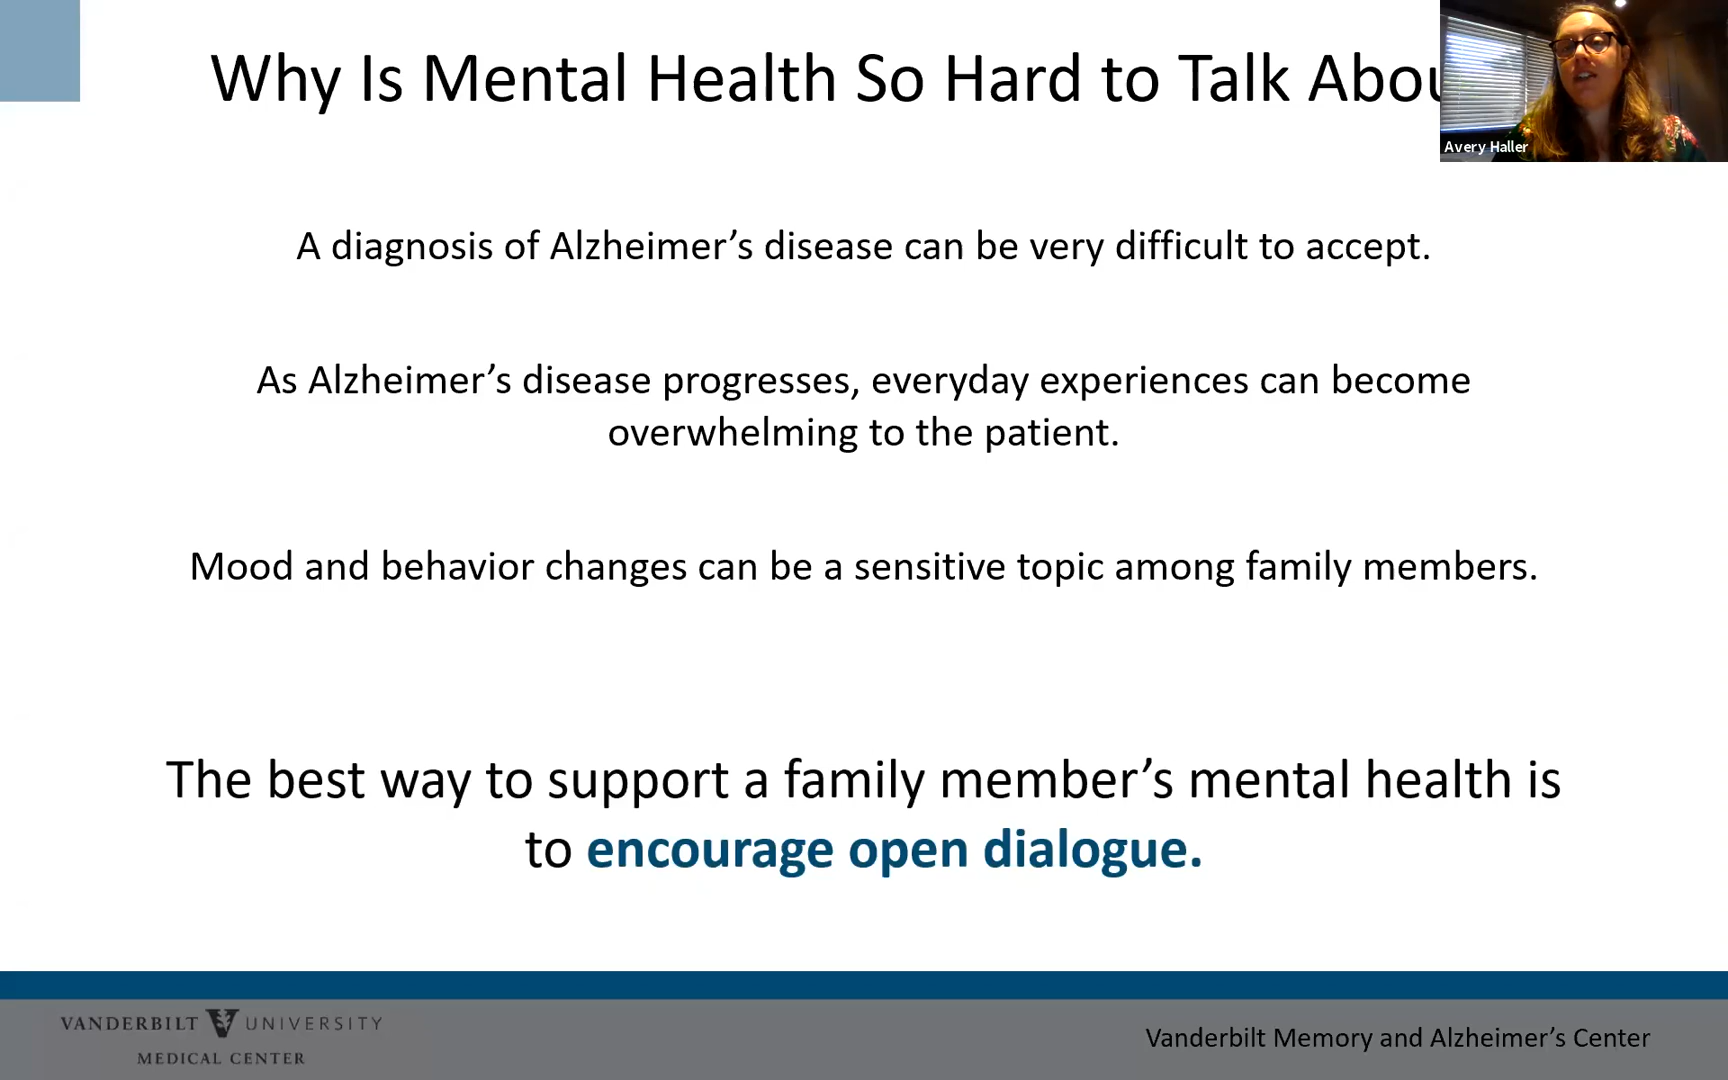 Why Is Mental Health So Hard to Talk Abou
Avery Haller
A diagnosis of Alzheimer’s disease can be very difficult to accept.
As Alzheimer’s disease progresses, everyday experiences can become
overwhelming to the patient.
Mood and behavior changes can be a sensitive topic among family members.
The best way to support a family member’s mental health is
to encourage open dialogue.
VANDERBILT UNIVERSITY
MEDICAL CENTER
Vanderbilt Memory and Alzheimer’s Center